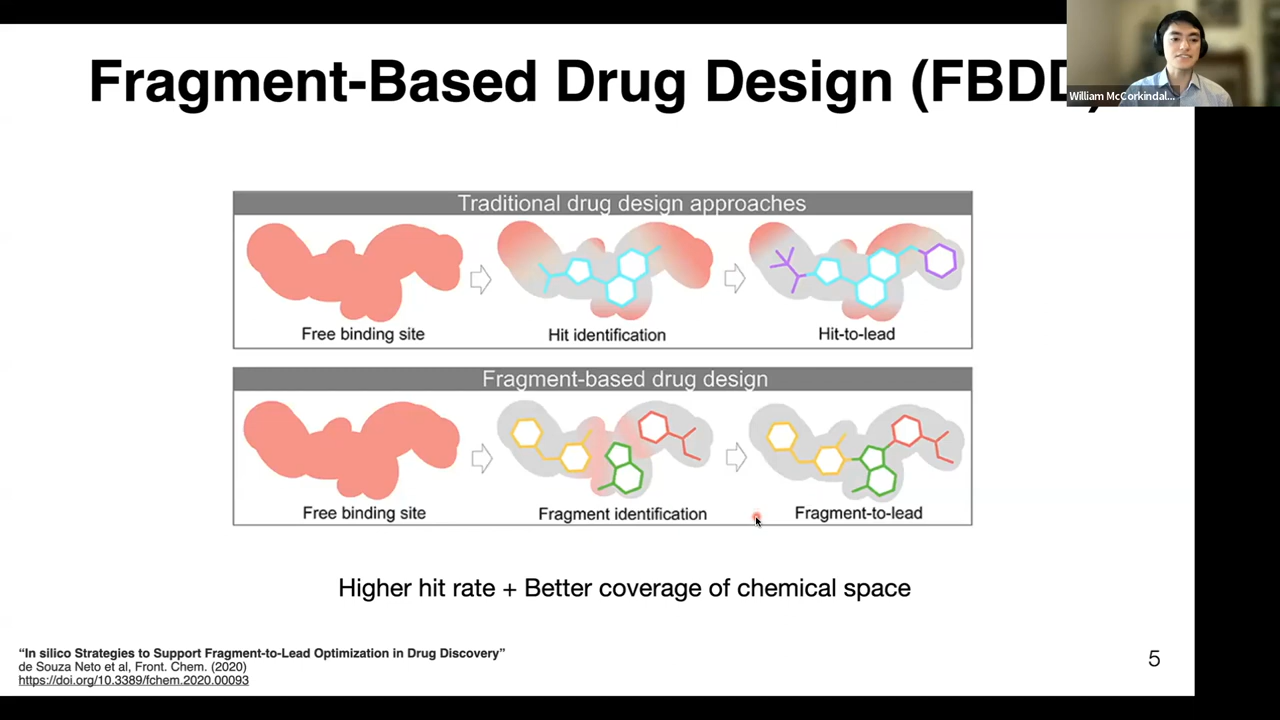 Fragment-Based Drug Design (FBDD)
William McCorkindal...
Traditional drug design approaches
Free binding site
Hit identification
Hit-to-lead
Fragment-based drug design
Free binding site
Fragment identification
Fragment-to-lead
Higher hit rate + Better coverage of chemical space
“In silico Strategies to Support Fragment-to-Lead Optimization in Drug Discovery”
de Souza Neto et al, Front. Chem. (2020)
https://doi.org/10.3389/fchem.2020.00093
5